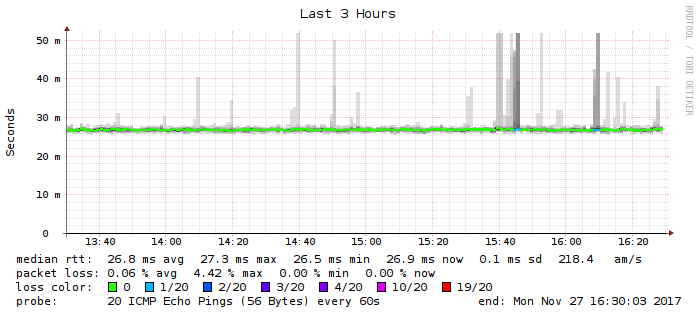 Last 3 Hours
RRDTOOL / TOBI OETIKER
Seconds
50 m
40 m
30 m
20 m
10 m
0
13:40 14:00 14:20 14:40 15:00 15:20 15:40 16:00 16:20
median rtt: 26.8 ms avg 27.3 ms max 26.5 ms min 26.9 ms now 0.1 ms sd 218.4 am/s
packet loss: 0.06 % avg 4.42 % max 0.00 % min 0.00 % now
loss color: 0 1/20 2/20 3/20 4/20 10/20 19/20
probe: 20 ICMP Echo Pings (56 Bytes) every 60s end: Mon Nov 27 16:30:03 2017